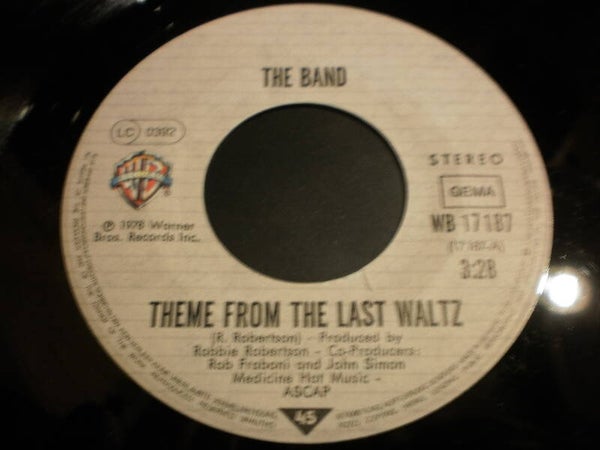 THE BAND
LC 0392
STEREO
GEMA
℗ 1978 Warner
Bros. Records Inc.
WB 17187
(17 187-A)
3:28
THEME FROM THE LAST WALTZ
(R. Robertson) - Produced by
Robbie Robertson - Co-Producers:
Rob Fraboni and John Simon
Medicine Hat Music -
ASCAP
45